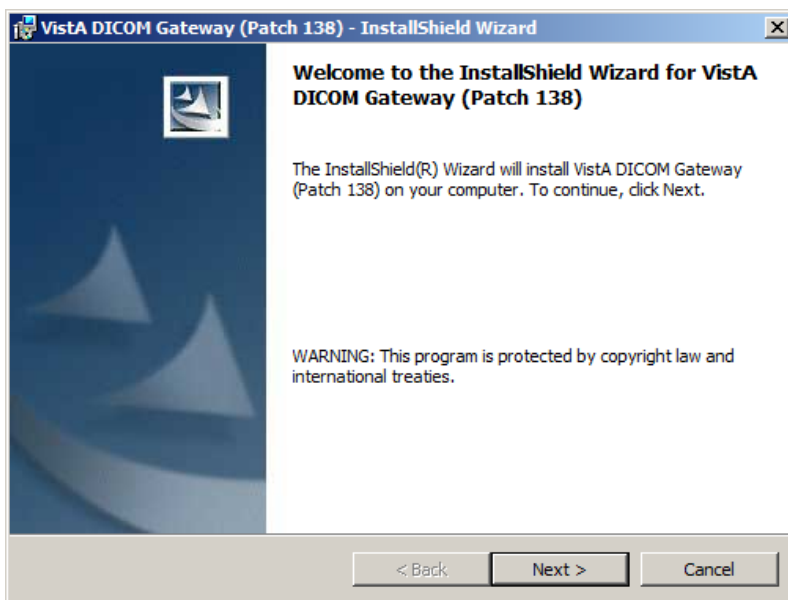 VistA DICOM Gateway (Patch 138) - InstallShield Wizard
Welcome to the InstallShield Wizard for VistA
DICOM Gateway (Patch 138)
The InstallShield(R) Wizard will install VistA DICOM Gateway
(Patch 138) on your computer. To continue, click Next.
WARNING: This program is protected by copyright law and
international treaties.
< Back
Next >
Cancel